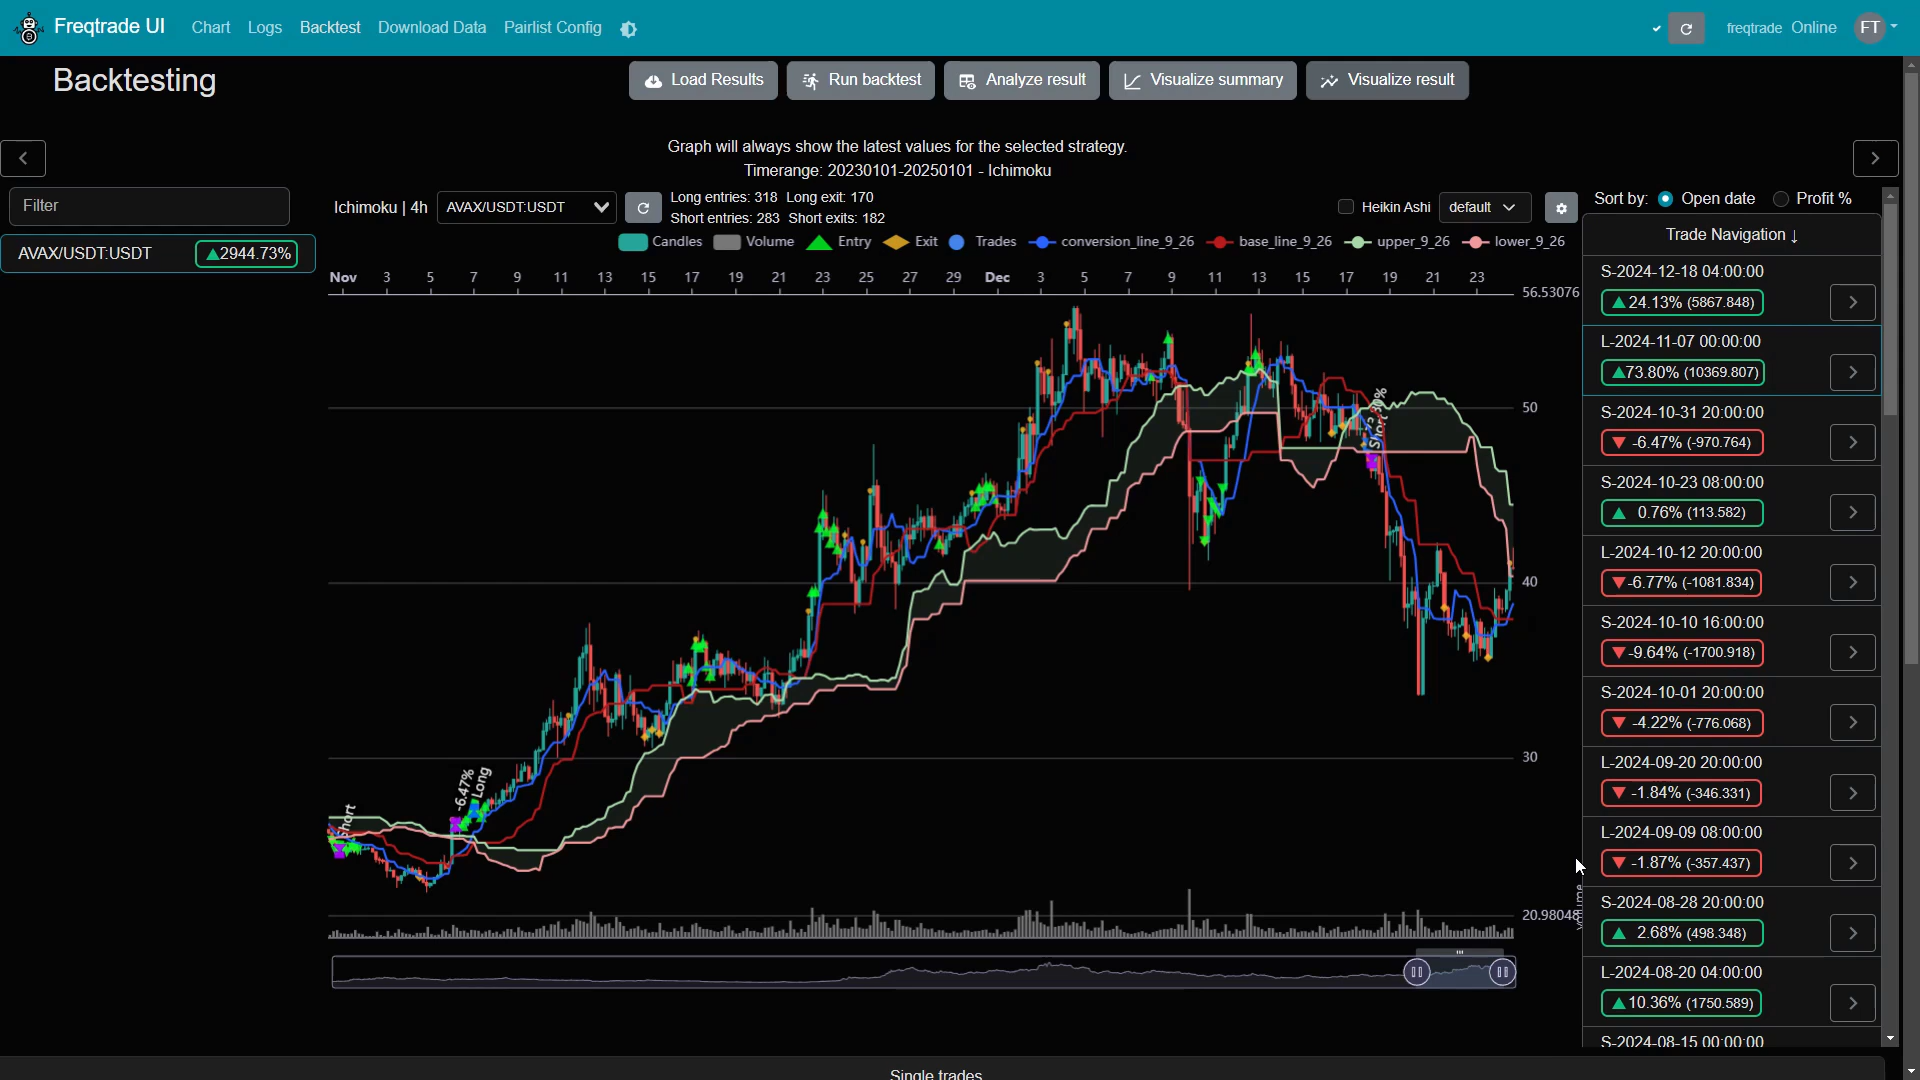 Freqtrade UI
Chart
Logs
Backtest
Download Data
Pairlist Config
freqtrade
Online
FT
Backtesting
Load Results
Run backtest
Analyze result
Visualize summary
Visualize result
Graph will always show the latest values for the selected strategy.
Timerange: 20230101-20250101 - Ichimoku
Filter
AVAX/USDT:USDT
2944.73%
Ichimoku | 4h
AVAX/USDT:USDT
Long entries: 318 Long exit: 170
Short entries: 283 Short exits: 182
Heikin Ashi
default
Candles
Volume
Entry
Exit
Trades
conversion_line_9_26
base_line_9_26
upper_9_26
lower_9_26
Nov 3 5 7 9 11 13 15 17 19 21 23 25 27 29 Dec 3 5 7 9 11 13 15 17 19 21 23
56.53076
50
40
30
20.98048
Volume
Short
-6.47%
Long
Short
Sort by:
Open date
Profit %
Trade Navigation ↓
S-2024-12-18 04:00:00
24.13% (5867.848)
L-2024-11-07 00:00:00
73.80% (10369.807)
S-2024-10-31 20:00:00
-6.47% (-970.764)
S-2024-10-23 08:00:00
0.76% (113.582)
L-2024-10-12 20:00:00
-6.77% (-1081.834)
S-2024-10-10 16:00:00
-9.64% (-1700.918)
S-2024-10-01 20:00:00
-4.22% (-776.068)
L-2024-09-20 20:00:00
-1.84% (-346.331)
L-2024-09-09 08:00:00
-1.87% (-357.437)
S-2024-08-28 20:00:00
2.68% (498.348)
L-2024-08-20 04:00:00
10.36% (1750.589)
S-2024-08-15 00:00:00
Single trades